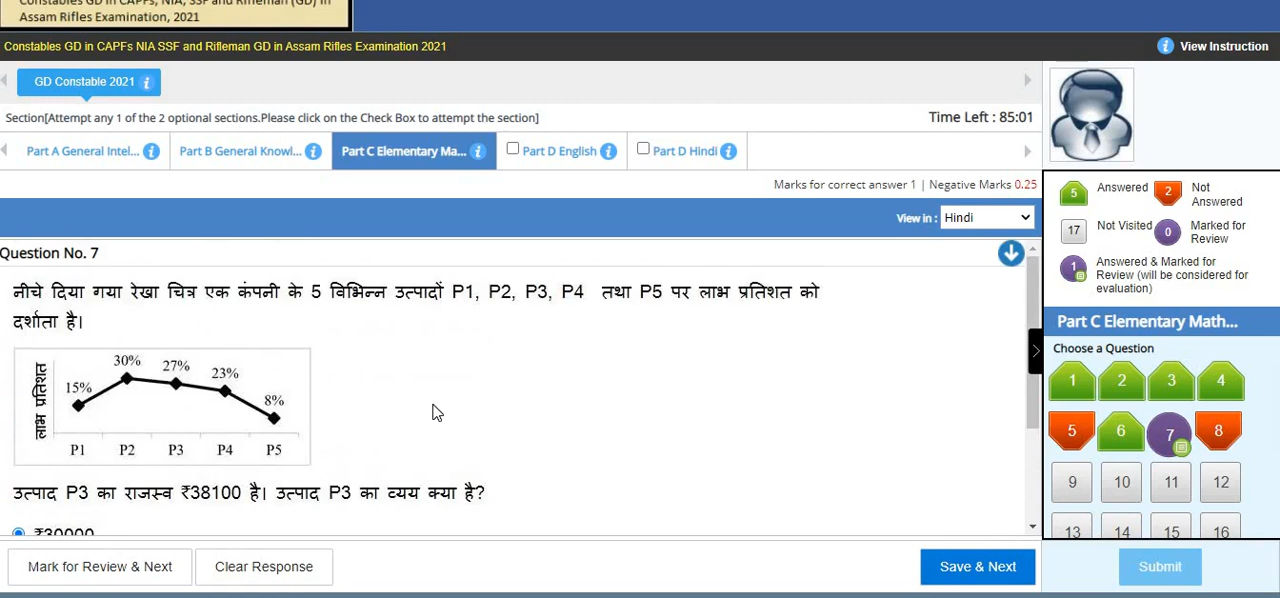 Constables GD in CAPFs, NIA, SSF and Rifleman (GD) in
Assam Rifles Examination, 2021
Constables GD in CAPFs NIA SSF and Rifleman GD in Assam Rifles Examination 2021
View Instruction
GD Constable 2021
Section[Attempt any 1 of the 2 optional sections.Please click on the Check Box to attempt the section]
Time Left : 85:01
Part A General Intel... Part B General Knowl... Part C Elementary Ma... Part D English Part D Hindi
Marks for correct answer 1 | Negative Marks 0.25
View in : Hindi
Question No. 7
नीचे दिया गया रेखा चित्र एक कंपनी के 5 विभिन्न उत्पादों P1, P2, P3, P4 तथा P5 पर लाभ प्रतिशत को
दर्शाता है।
लाभ प्रतिशत
15% 30% 27% 23% 8%
P1 P2 P3 P4 P5
उत्पाद P3 का राजस्व ₹38100 है। उत्पाद P3 का व्यय क्या है?
₹30000
Mark for Review & Next Clear Response Save & Next
5 Answered 2 Not
Answered
17 Not Visited 0 Marked for
Review
1 Answered & Marked for
Review (will be considered for
evaluation)
Part C Elementary Math...
Choose a Question
1 2 3 4
5 6 7 8
9 10 11 12
13 14 15 16
Submit